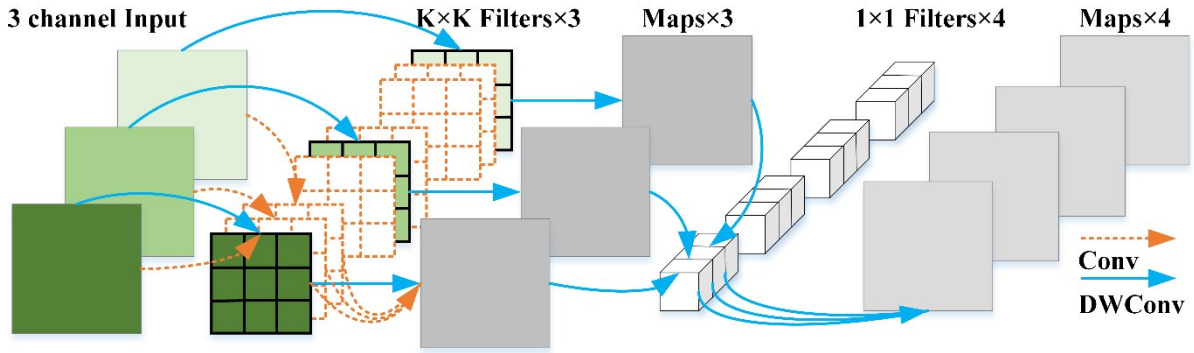 3 channel Input
K×K Filters×3
Maps×3
1×1 Filters×4
Maps×4
Conv
DWConv